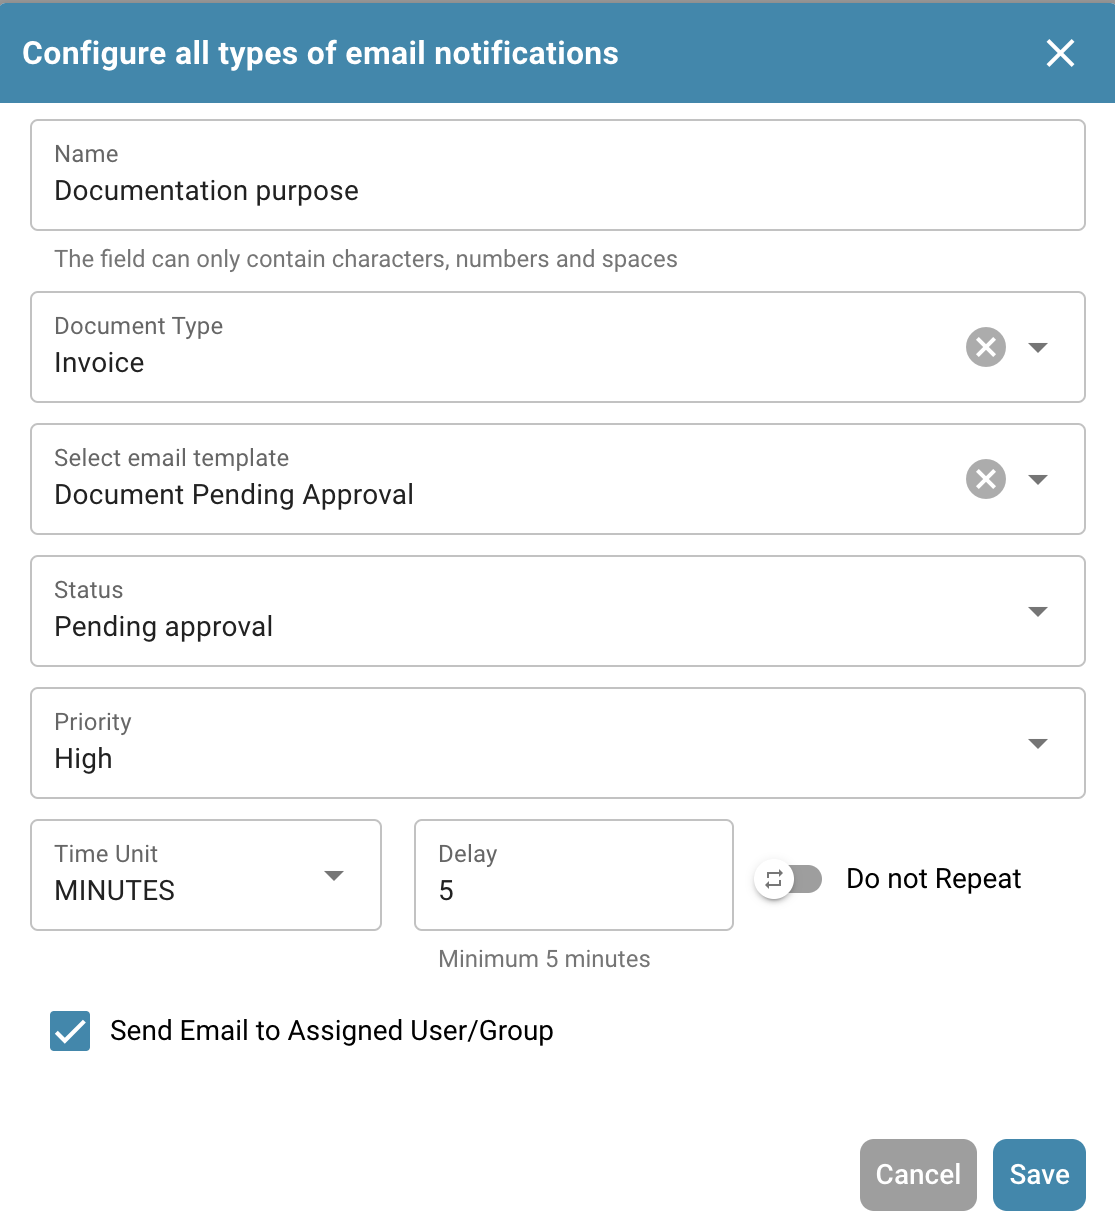 Configure all types of email notifications
Name
Documentation purpose
The field can only contain characters, numbers and spaces
Document Type
Invoice
Select email template
Document Pending Approval
Status
Pending approval
Priority
High
Time Unit
MINUTES
Delay
5
Do not Repeat
Minimum 5 minutes
Send Email to Assigned User/Group
Cancel
Save